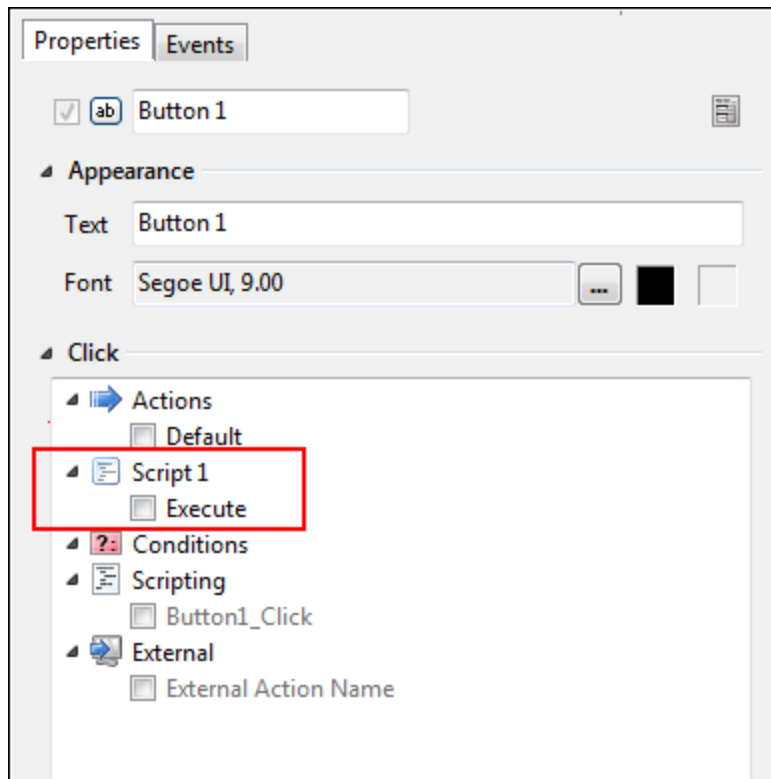 Properties Events
ab Button 1
Appearance
Text Button 1
Font Segoe UI, 9.00 ...
Click
Actions
Default
Script 1
Execute
?: Conditions
Scripting
Button1_Click
External
External Action Name